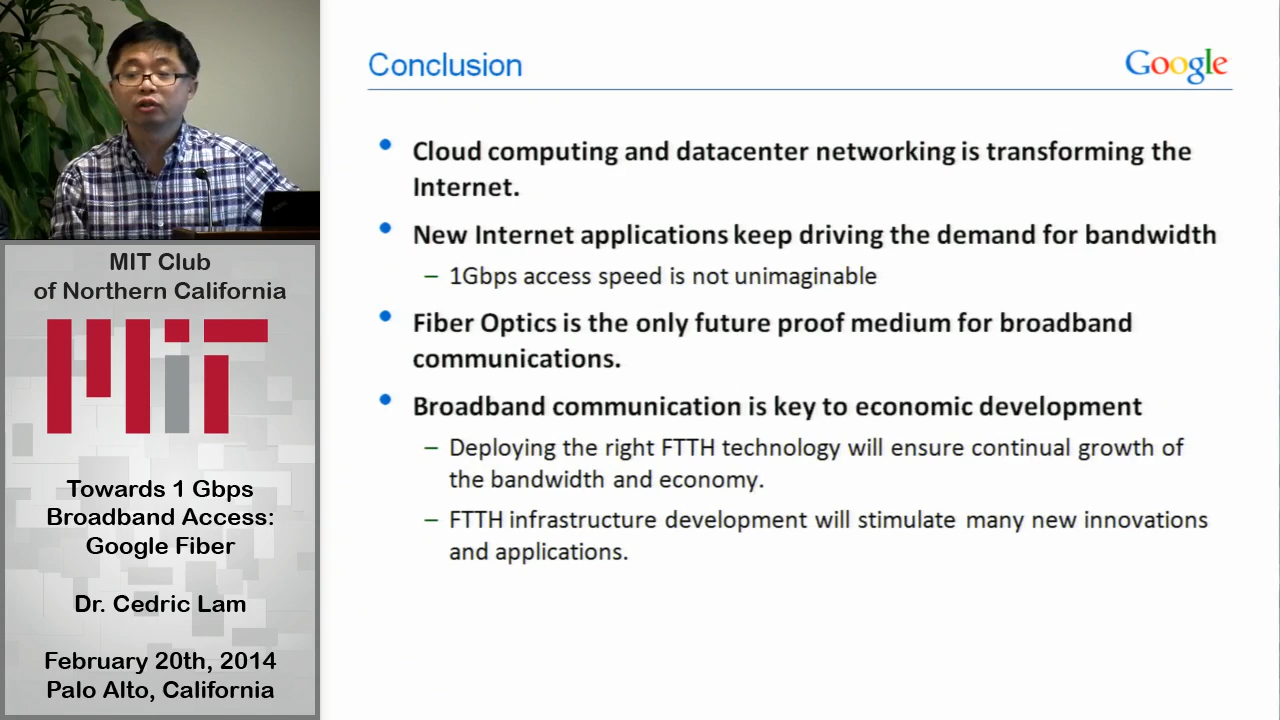 Conclusion
Google
• Cloud computing and datacenter networking is transforming the
Internet.
• New Internet applications keep driving the demand for bandwidth
– 1Gbps access speed is not unimaginable
• Fiber Optics is the only future proof medium for broadband
communications.
• Broadband communication is key to economic development
– Deploying the right FTTH technology will ensure continual growth of
the bandwidth and economy.
– FTTH infrastructure development will stimulate many new innovations
and applications.
MIT Club
of Northern California
MIT
Towards 1 Gbps
Broadband Access:
Google Fiber
Dr. Cedric Lam
February 20th, 2014
Palo Alto, California